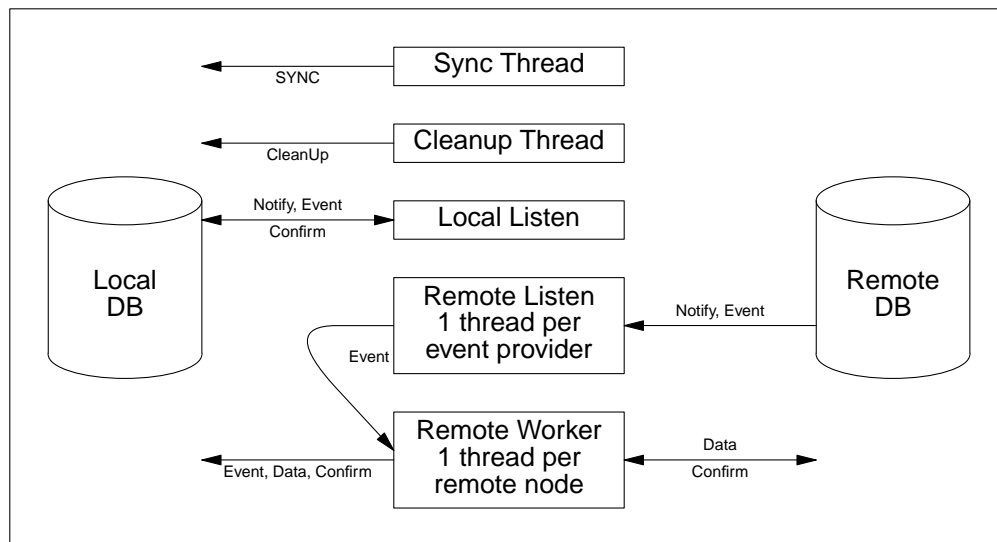 Sync Thread
SYNC
Cleanup Thread
CleanUp
Notify, Event
Confirm
Local Listen
Local
DB
Remote Listen
1 thread per
event provider
Notify, Event
Remote
DB
Event
Remote Worker
1 thread per
remote node
Event, Data, Confirm
Data
Confirm